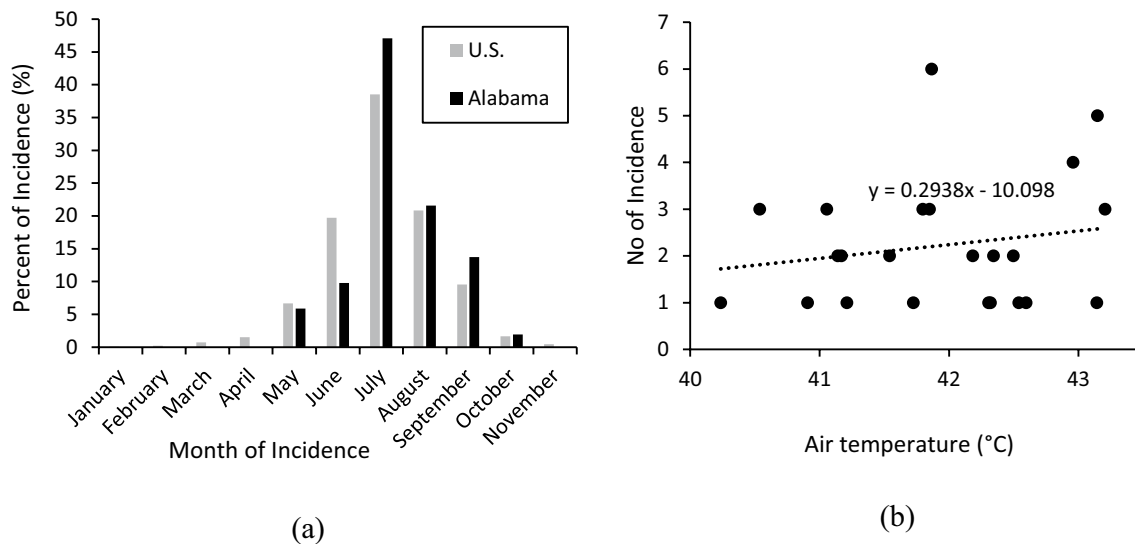 50
45
40
35
30
25
20
15
10
5
0
Percent of Incidence (%)
U.S.
Alabama
January
February
March
April
May
June
July
August
September
October
November
Month of Incidence
(a)
7
6
5
4
3
2
1
0
No of Incidence
y = 0.2938x - 10.098
40
41
42
43
Air temperature (°C)
(b)